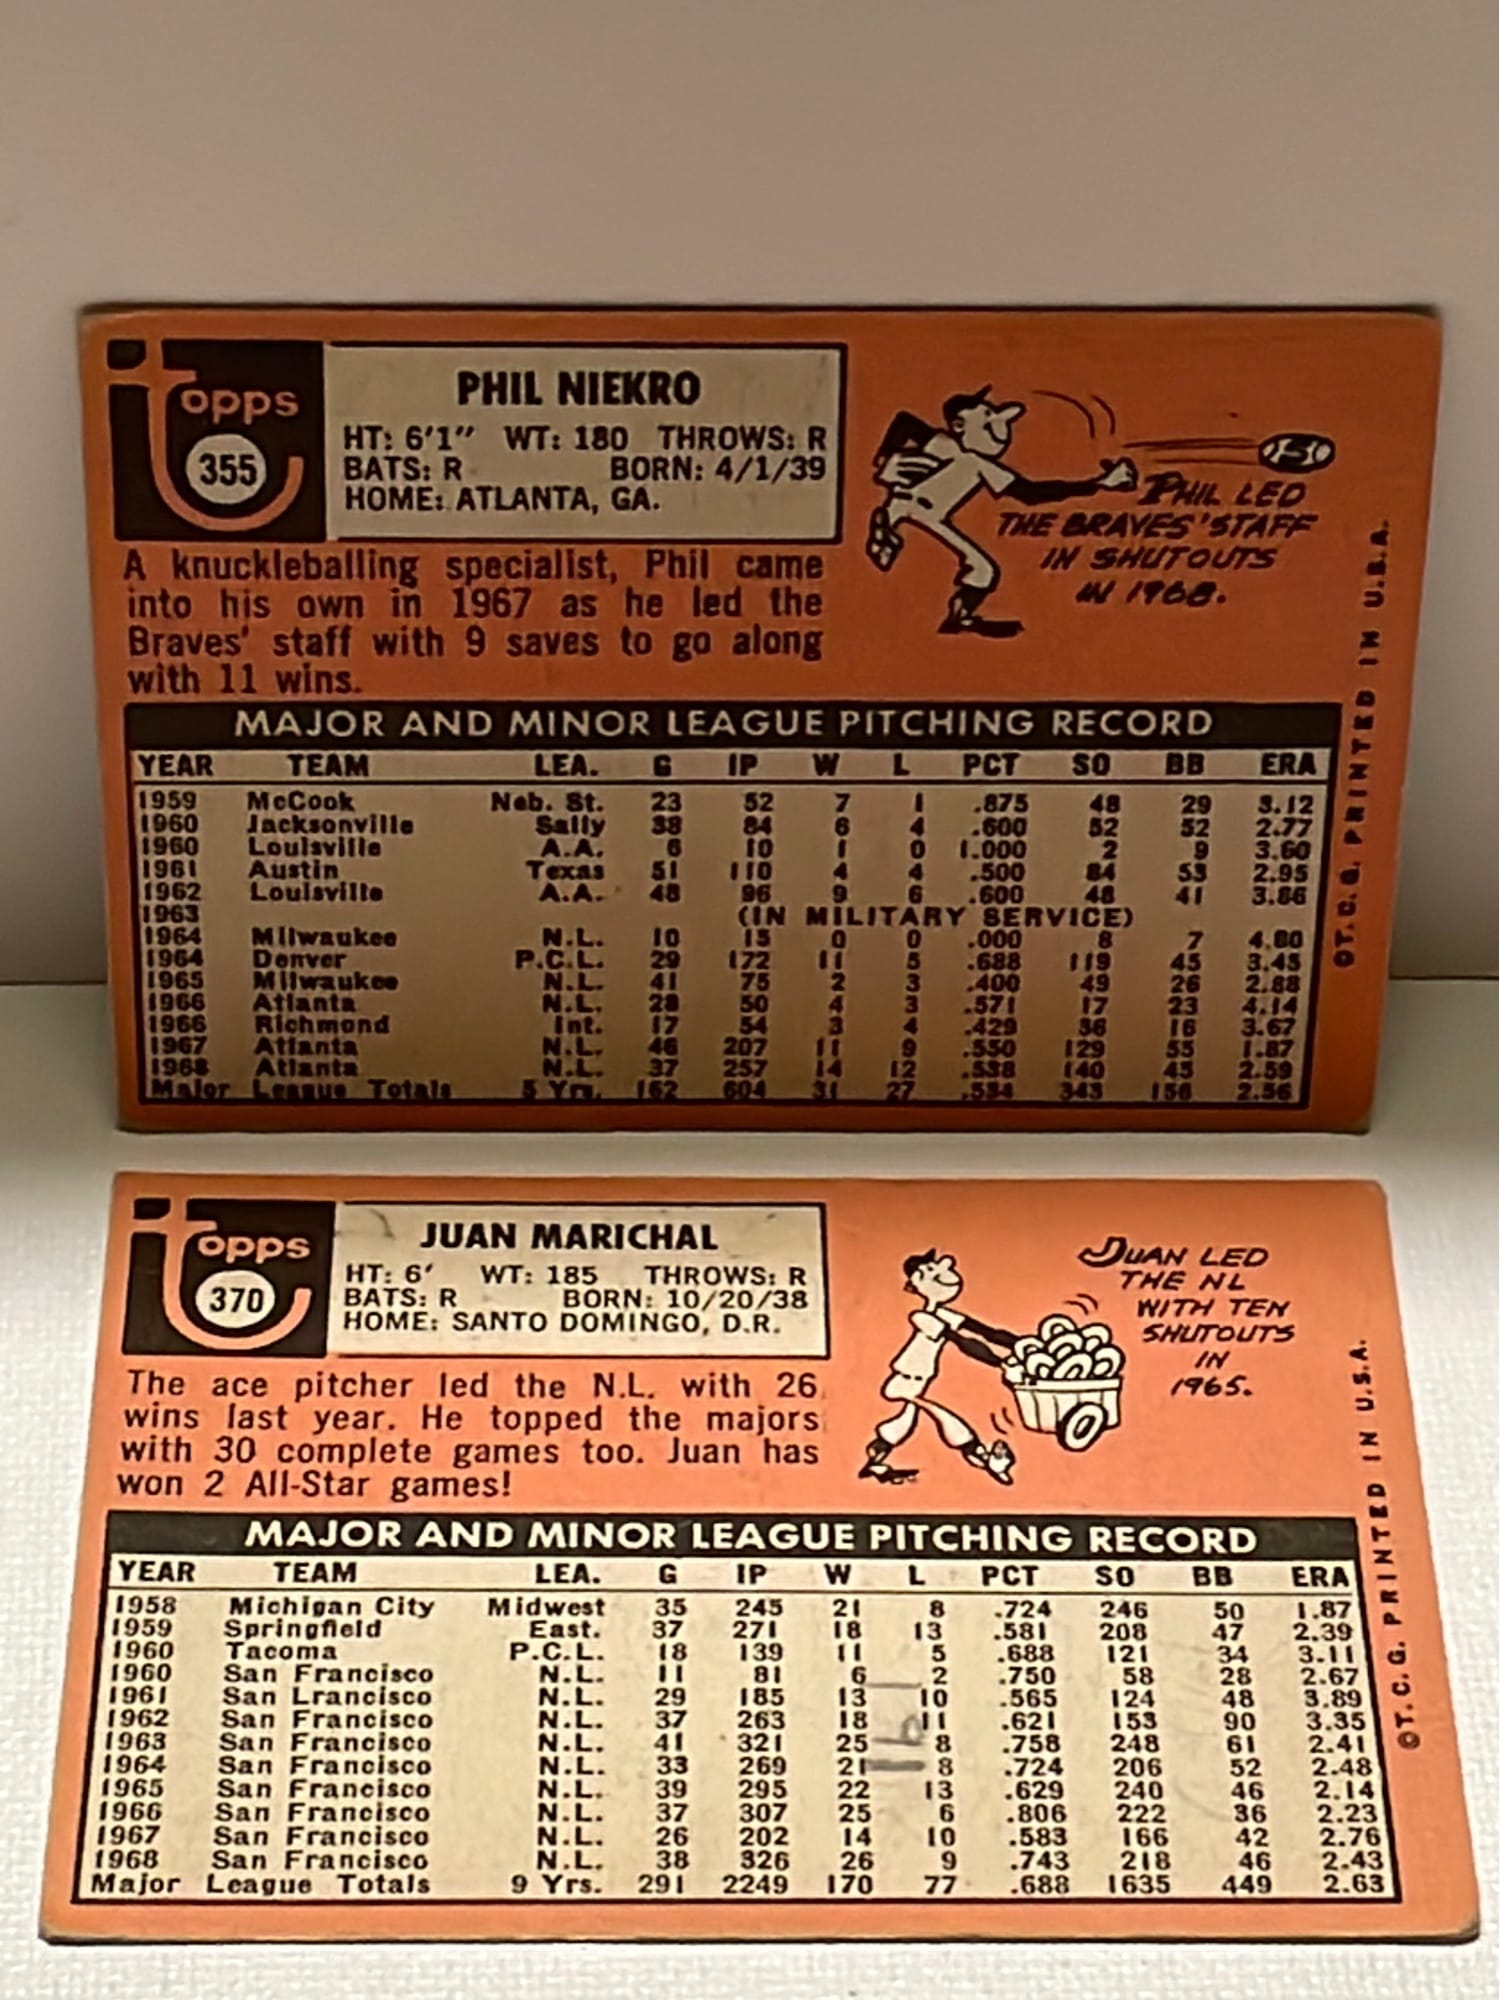 Topps
355
PHIL NIEKRO
HT: 6'1" WT: 180 THROWS: R
BATS: R BORN: 4/1/39
HOME: ATLANTA, GA.
PHIL LED
THE BRAVES' STAFF
IN SHUTOUTS
IN 1968.
A knuckleballing specialist, Phil came
into his own in 1967 as he led the
Braves' staff with 9 saves to go along
with 11 wins.
MAJOR AND MINOR LEAGUE PITCHING RECORD
YEAR TEAM LEA. G IP W L PCT SO BB ERA
1959 McCook Neb. St. 23 52 7 1 .875 48 29 3.12
1960 Jacksonville Sally 38 84 6 4 .600 52 52 2.77
1960 Louisville A.A. 6 10 1 0 1.000 2 9 3.60
1961 Austin Texas 51 110 4 4 .500 84 53 2.95
1962 Louisville A.A. 48 96 9 6 .600 48 41 3.86
1963 (IN MILITARY SERVICE)
1964 Milwaukee N.L. 10 15 0 0 .000 8 7 4.80
1964 Denver P.C.L. 29 172 11 5 .688 119 45 3.45
1965 Milwaukee N.L. 41 75 2 3 .400 49 26 2.88
1966 Atlanta N.L. 28 50 4 3 .571 17 23 4.14
1966 Richmond Int. 17 54 3 4 .429 36 16 3.67
1967 Atlanta N.L. 46 207 11 9 .550 129 55 1.87
1968 Atlanta N.L. 37 257 14 12 .538 140 45 2.59
Major League Totals 5 Yrs. 162 604 31 27 .534 343 156 2.56
©T.C.G. PRINTED IN U.S.A.
Topps
370
JUAN MARICHAL
HT: 6' WT: 185 THROWS: R
BATS: R BORN: 10/20/38
HOME: SANTO DOMINGO, D.R.
JUAN LED
THE NL
WITH TEN
SHUTOUTS
IN
1965.
The ace pitcher led the N.L. with 26
wins last year. He topped the majors
with 30 complete games too. Juan has
won 2 All-Star games!
MAJOR AND MINOR LEAGUE PITCHING RECORD
YEAR TEAM LEA. G IP W L PCT SO BB ERA
1958 Michigan City Midwest 35 245 21 8 .724 246 50 1.87
1959 Springfield East. 37 271 18 13 .581 208 47 2.39
1960 Tacoma P.C.L. 18 139 11 5 .688 121 34 3.11
1960 San Francisco N.L. 11 81 6 2 .750 58 28 2.67
1961 San Lrancisco N.L. 29 185 13 10 .565 124 48 3.89
1962 San Francisco N.L. 37 263 18 11 .621 153 90 3.35
1963 San Francisco N.L. 41 321 25 8 .758 248 61 2.41
1964 San Francisco N.L. 33 269 21 8 .724 206 52 2.48
1965 San Francisco N.L. 39 295 22 13 .629 240 46 2.14
1966 San Francisco N.L. 37 307 25 6 .806 222 36 2.23
1967 San Francisco N.L. 26 202 14 10 .583 166 42 2.76
1968 San Francisco N.L. 38 326 26 9 .743 218 46 2.43
Major League Totals 9 Yrs. 291 2249 170 77 .688 1635 449 2.63
©T.C.G. PRINTED IN U.S.A.